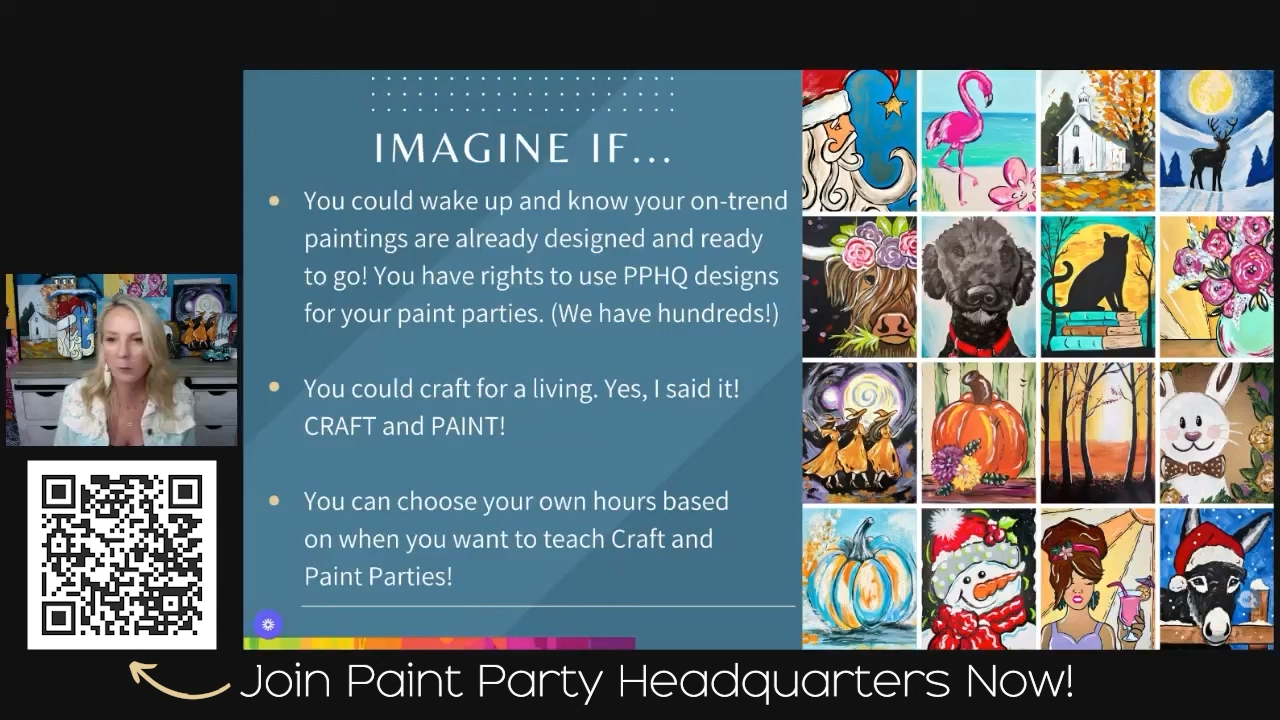 IMAGINE IF...
• You could wake up and know your on-trend
paintings are already designed and ready
to go! You have rights to use PPHQ designs
for your paint parties. (We have hundreds!)
• You could craft for a living. Yes, I said it!
CRAFT and PAINT!
• You can choose your own hours based
on when you want to teach Craft and
Paint Parties!
Join Paint Party Headquarters Now!